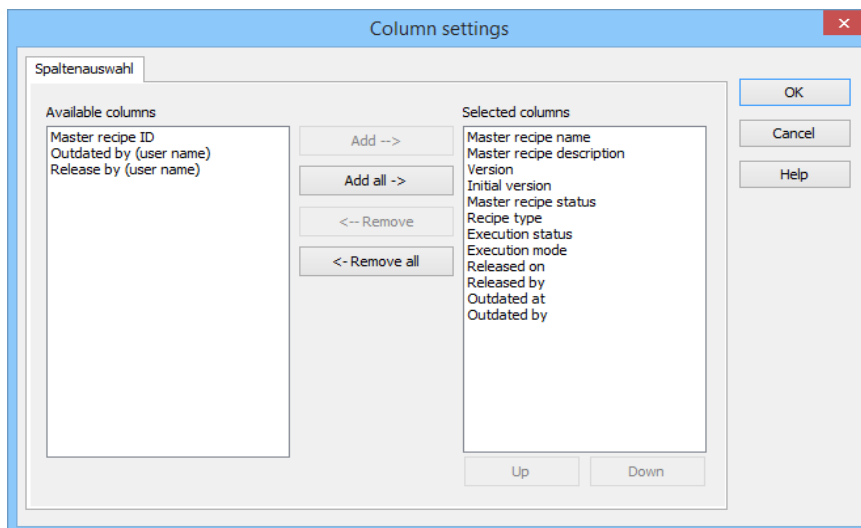 Column settings
Spaltenauswahl
Available columns
Master recipe ID
Outdated by (user name)
Release by (user name)
Add -->
Add all ->
<-- Remove
<- Remove all
Selected columns
Master recipe name
Master recipe description
Version
Initial version
Master recipe status
Recipe type
Execution status
Execution mode
Released on
Released by
Outdated at
Outdated by
Up
Down
OK
Cancel
Help